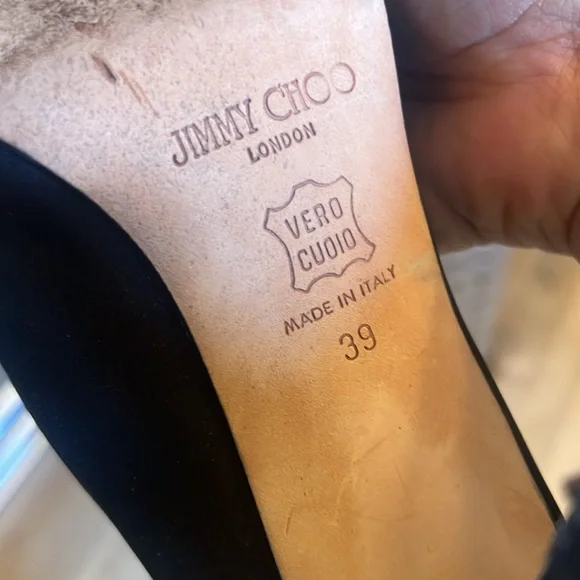 JIMMY CHOO
LONDON
VERO
CUOIO
MADE IN ITALY
39